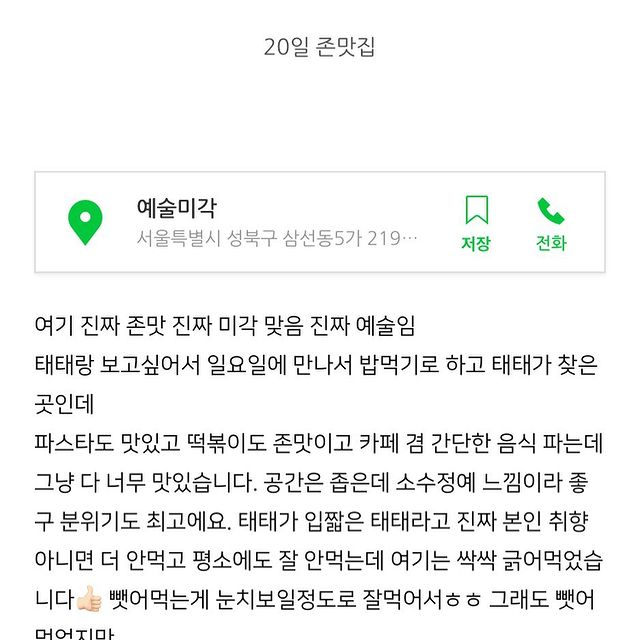 20일 존맛집
예술미각
서울특별시 성북구 삼선동5가 219…
저장
전화
여기 진짜 존맛 진짜 미각 맞음 진짜 예술임
태태랑 보고싶어서 일요일에 만나서 밥먹기로 하고 태태가 찾은
곳인데
파스타도 맛있고 떡볶이도 존맛이고 카페 겸 간단한 음식 파는데
그냥 다 너무 맛있습니다. 공간은 좁은데 소수정예 느낌이라 좋
구 분위기도 최고에요. 태태가 입짧은 태태라고 진짜 본인 취향
아니면 더 안먹고 평소에도 잘 안먹는데 여기는 싹싹 긁어먹었습
니다👍🏻 뺏어먹는게 눈치보일정도로 잘먹어서ㅎㅎ 그래도 뺏어
먹었지만